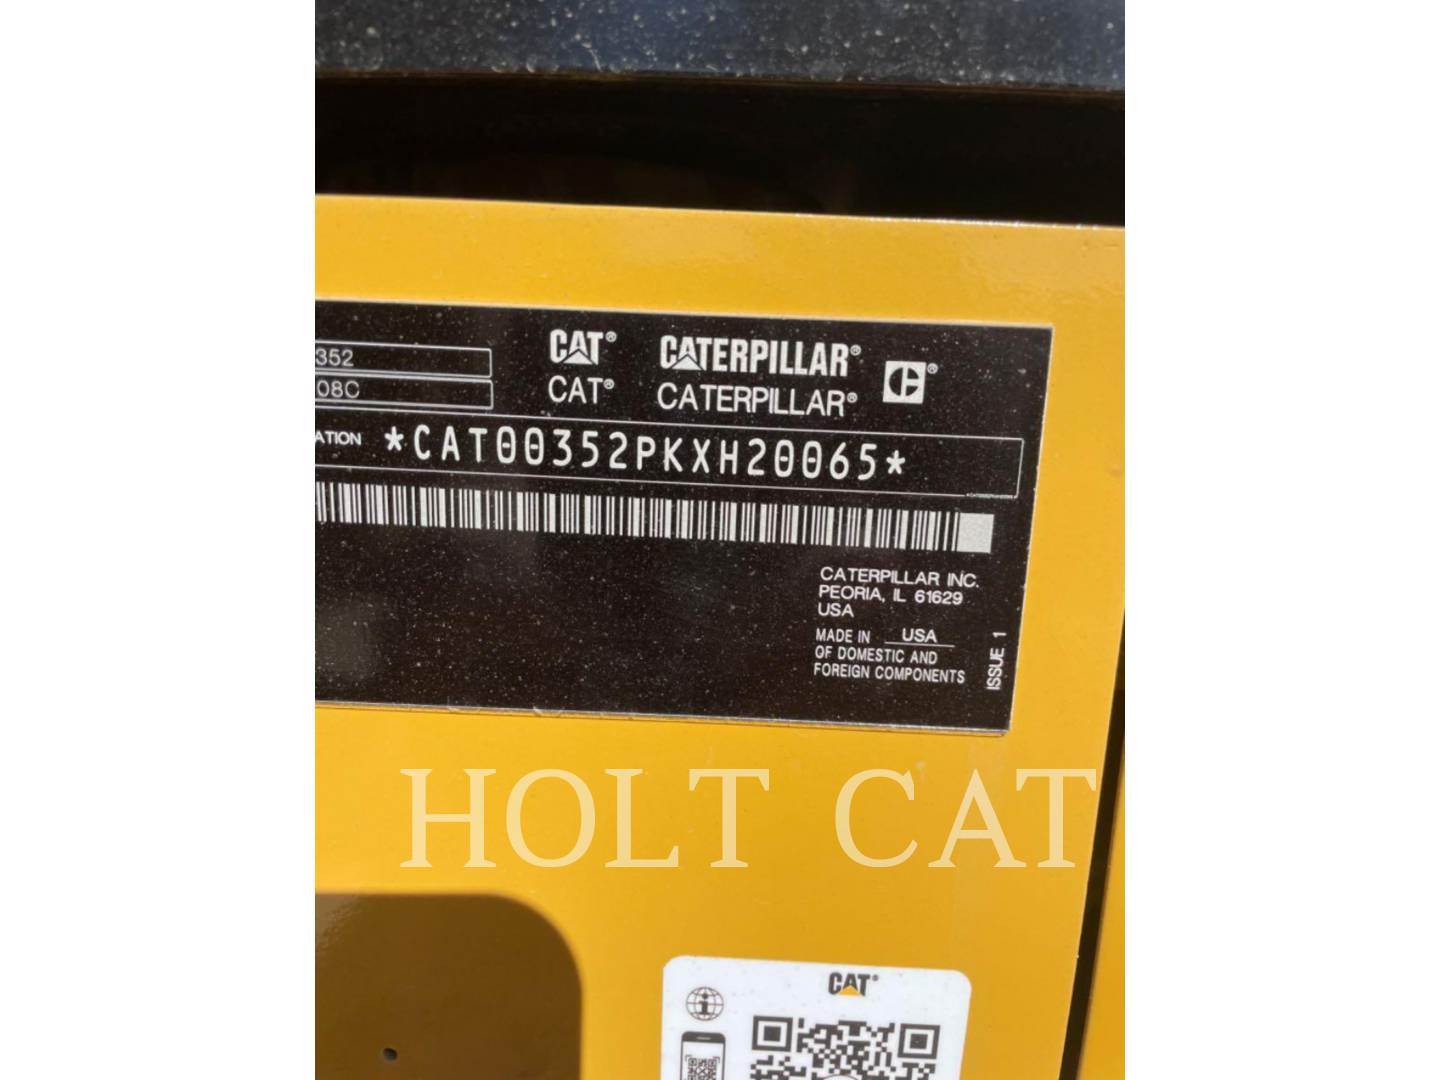 352
CAT® CATERPILLAR®
08C
CAT® CATERPILLAR®
ATION *CAT00352PKXH20065*
CATERPILLAR INC.
PEORIA, IL 61629
USA
MADE IN USA
OF DOMESTIC AND
FOREIGN COMPONENTS
ISSUE 1
HOLT CAT
CAT®